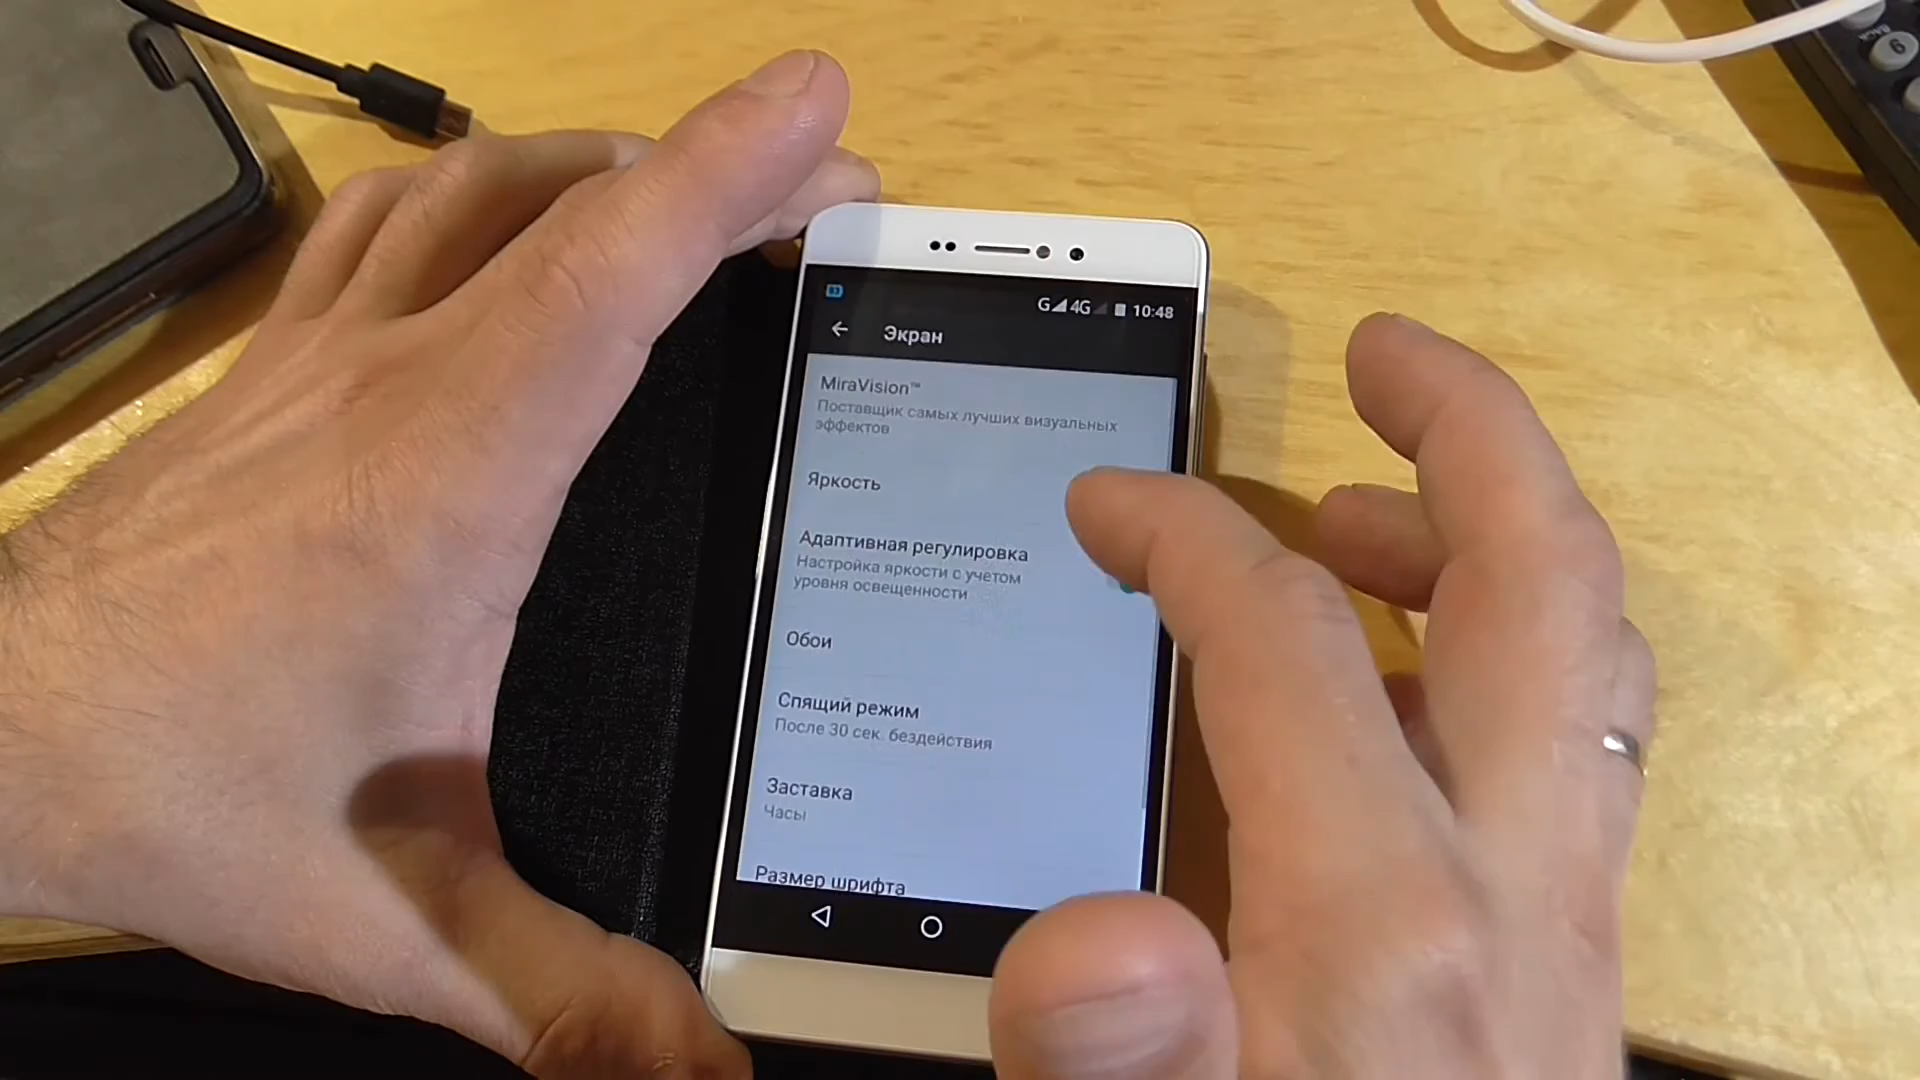 G 4G 10:48
Экран
MiraVision™
Поставщик самых лучших визуальных
эффектов
Яркость
Адаптивная регулировка
Настройка яркости с учетом
уровня освещенности
Обои
Спящий режим
После 30 сек. бездействия
Заставка
Часы
Размер шрифта
9